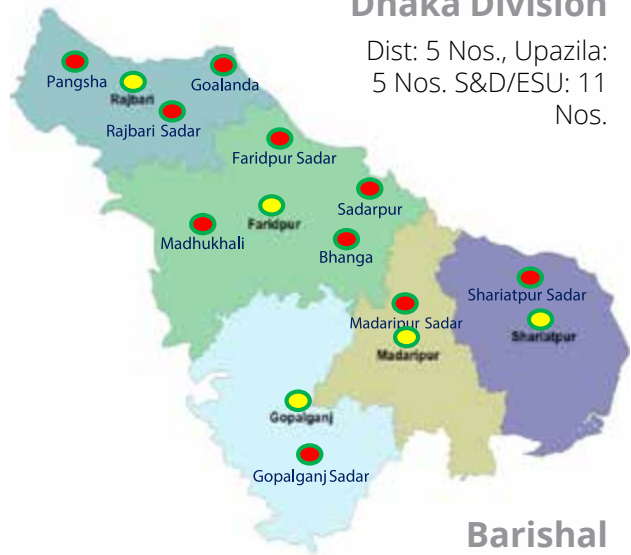 Dhaka Division
Dist: 5 Nos., Upazila:
5 Nos. S&D/ESU: 11
Nos.
Pangsha
Goalanda
Rajbari
Rajbari Sadar
Faridpur Sadar
Sadarpur
Faridpur
Madhukhali
Bhanga
Shariatpur Sadar
Madaripur Sadar
Shariatpur
Madaripur
Gopalganj
Gopalganj Sadar
Barishal